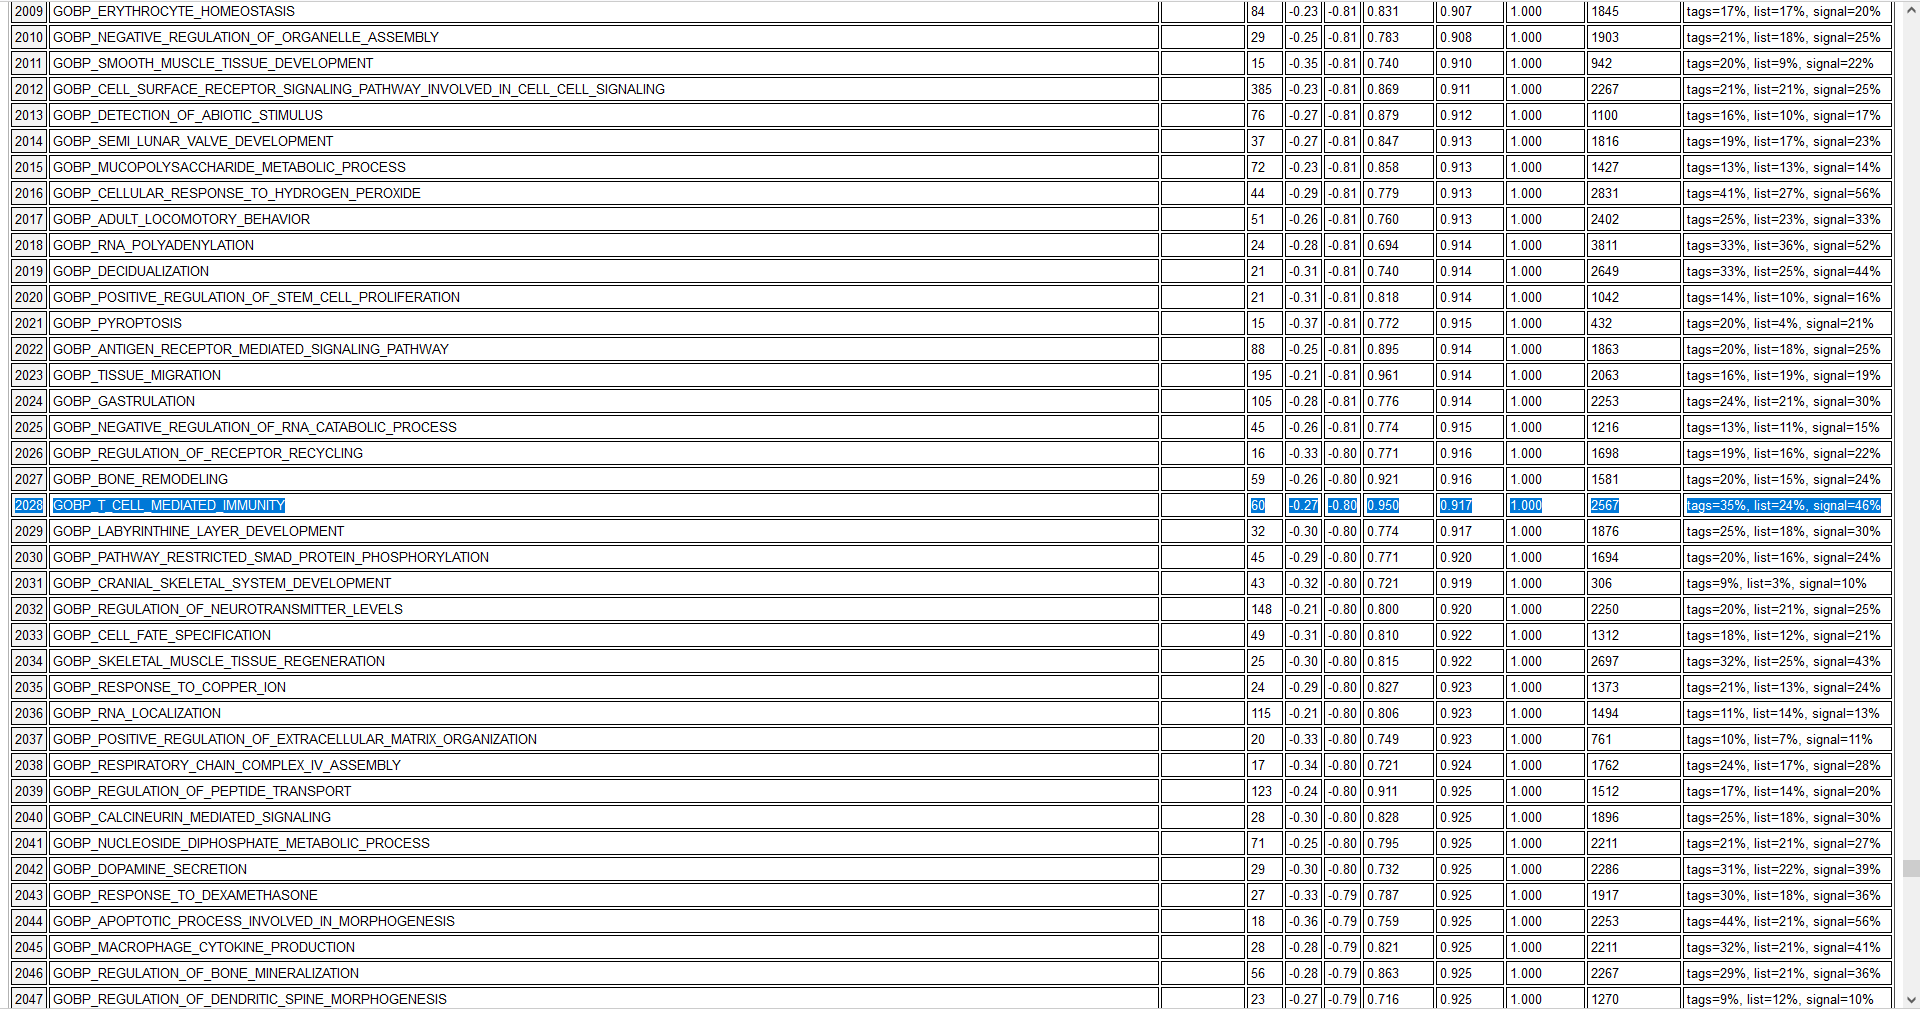 2009 GOBP_ERYTHROCYTE_HOMEOSTASIS 84 -0.23 -0.81 0.831 0.907 1.000 1845 tags=17%, list=17%, signal=20%
2010 GOBP_NEGATIVE_REGULATION_OF_ORGANELLE_ASSEMBLY 29 -0.25 -0.81 0.783 0.908 1.000 1903 tags=21%, list=18%, signal=25%
2011 GOBP_SMOOTH_MUSCLE_TISSUE_DEVELOPMENT 15 -0.35 -0.81 0.740 0.910 1.000 942 tags=20%, list=9%, signal=22%
2012 GOBP_CELL_SURFACE_RECEPTOR_SIGNALING_PATHWAY_INVOLVED_IN_CELL_CELL_SIGNALING 385 -0.23 -0.81 0.869 0.911 1.000 2267 tags=21%, list=21%, signal=25%
2013 GOBP_DETECTION_OF_ABIOTIC_STIMULUS 76 -0.27 -0.81 0.879 0.912 1.000 1100 tags=16%, list=10%, signal=17%
2014 GOBP_SEMI_LUNAR_VALVE_DEVELOPMENT 37 -0.27 -0.81 0.847 0.913 1.000 1816 tags=19%, list=17%, signal=23%
2015 GOBP_MUCOPOLYSACCHARIDE_METABOLIC_PROCESS 72 -0.23 -0.81 0.858 0.913 1.000 1427 tags=13%, list=13%, signal=14%
2016 GOBP_CELLULAR_RESPONSE_TO_HYDROGEN_PEROXIDE 44 -0.29 -0.81 0.779 0.913 1.000 2831 tags=41%, list=27%, signal=56%
2017 GOBP_ADULT_LOCOMOTORY_BEHAVIOR 51 -0.26 -0.81 0.760 0.913 1.000 2402 tags=25%, list=23%, signal=33%
2018 GOBP_RNA_POLYADENYLATION 24 -0.28 -0.81 0.694 0.914 1.000 3811 tags=33%, list=36%, signal=52%
2019 GOBP_DECIDUALIZATION 21 -0.31 -0.81 0.740 0.914 1.000 2649 tags=33%, list=25%, signal=44%
2020 GOBP_POSITIVE_REGULATION_OF_STEM_CELL_PROLIFERATION 21 -0.31 -0.81 0.818 0.914 1.000 1042 tags=14%, list=10%, signal=16%
2021 GOBP_PYROPTOSIS 15 -0.37 -0.81 0.772 0.915 1.000 432 tags=20%, list=4%, signal=21%
2022 GOBP_ANTIGEN_RECEPTOR_MEDIATED_SIGNALING_PATHWAY 88 -0.25 -0.81 0.895 0.914 1.000 1863 tags=20%, list=18%, signal=25%
2023 GOBP_TISSUE_MIGRATION 195 -0.21 -0.81 0.961 0.914 1.000 2063 tags=16%, list=19%, signal=19%
2024 GOBP_GASTRULATION 105 -0.28 -0.81 0.776 0.914 1.000 2253 tags=24%, list=21%, signal=30%
2025 GOBP_NEGATIVE_REGULATION_OF_RNA_CATABOLIC_PROCESS 45 -0.26 -0.81 0.774 0.915 1.000 1216 tags=13%, list=11%, signal=15%
2026 GOBP_REGULATION_OF_RECEPTOR_RECYCLING 16 -0.33 -0.80 0.771 0.916 1.000 1698 tags=19%, list=16%, signal=22%
2027 GOBP_BONE_REMODELING 59 -0.26 -0.80 0.921 0.916 1.000 1581 tags=20%, list=15%, signal=24%
2028 GOBP_T_CELL_MEDIATED_IMMUNITY 60 -0.27 -0.80 0.950 0.917 1.000 2567 tags=35%, list=24%, signal=46%
2029 GOBP_LABYRINTHINE_LAYER_DEVELOPMENT 32 -0.30 -0.80 0.774 0.917 1.000 1876 tags=25%, list=18%, signal=30%
2030 GOBP_PATHWAY_RESTRICTED_SMAD_PROTEIN_PHOSPHORYLATION 45 -0.29 -0.80 0.771 0.920 1.000 1694 tags=20%, list=16%, signal=24%
2031 GOBP_CRANIAL_SKELETAL_SYSTEM_DEVELOPMENT 43 -0.32 -0.80 0.721 0.919 1.000 306 tags=9%, list=3%, signal=10%
2032 GOBP_REGULATION_OF_NEUROTRANSMITTER_LEVELS 148 -0.21 -0.80 0.800 0.920 1.000 2250 tags=20%, list=21%, signal=25%
2033 GOBP_CELL_FATE_SPECIFICATION 49 -0.31 -0.80 0.810 0.922 1.000 1312 tags=18%, list=12%, signal=21%
2034 GOBP_SKELETAL_MUSCLE_TISSUE_REGENERATION 25 -0.30 -0.80 0.815 0.922 1.000 2697 tags=32%, list=25%, signal=43%
2035 GOBP_RESPONSE_TO_COPPER_ION 24 -0.29 -0.80 0.827 0.923 1.000 1373 tags=21%, list=13%, signal=24%
2036 GOBP_RNA_LOCALIZATION 115 -0.21 -0.80 0.806 0.923 1.000 1494 tags=11%, list=14%, signal=13%
2037 GOBP_POSITIVE_REGULATION_OF_EXTRACELLULAR_MATRIX_ORGANIZATION 20 -0.33 -0.80 0.749 0.923 1.000 761 tags=10%, list=7%, signal=11%
2038 GOBP_RESPIRATORY_CHAIN_COMPLEX_IV_ASSEMBLY 17 -0.34 -0.80 0.721 0.924 1.000 1762 tags=24%, list=17%, signal=28%
2039 GOBP_REGULATION_OF_PEPTIDE_TRANSPORT 123 -0.24 -0.80 0.911 0.925 1.000 1512 tags=17%, list=14%, signal=20%
2040 GOBP_CALCINEURIN_MEDIATED_SIGNALING 28 -0.30 -0.80 0.828 0.925 1.000 1896 tags=25%, list=18%, signal=30%
2041 GOBP_NUCLEOSIDE_DIPHOSPHATE_METABOLIC_PROCESS 71 -0.25 -0.80 0.795 0.925 1.000 2211 tags=21%, list=21%, signal=27%
2042 GOBP_DOPAMINE_SECRETION 29 -0.30 -0.80 0.732 0.925 1.000 2286 tags=31%, list=22%, signal=39%
2043 GOBP_RESPONSE_TO_DEXAMETHASONE 27 -0.33 -0.79 0.787 0.925 1.000 1917 tags=30%, list=18%, signal=36%
2044 GOBP_APOPTOTIC_PROCESS_INVOLVED_IN_MORPHOGENESIS 18 -0.36 -0.79 0.759 0.925 1.000 2253 tags=44%, list=21%, signal=56%
2045 GOBP_MACROPHAGE_CYTOKINE_PRODUCTION 28 -0.28 -0.79 0.821 0.925 1.000 2211 tags=32%, list=21%, signal=41%
2046 GOBP_REGULATION_OF_BONE_MINERALIZATION 56 -0.28 -0.79 0.863 0.925 1.000 2267 tags=29%, list=21%, signal=36%
2047 GOBP_REGULATION_OF_DENDRITIC_SPINE_MORPHOGENESIS 23 -0.27 -0.79 0.716 0.925 1.000 1270 tags=9%, list=12%, signal=10%